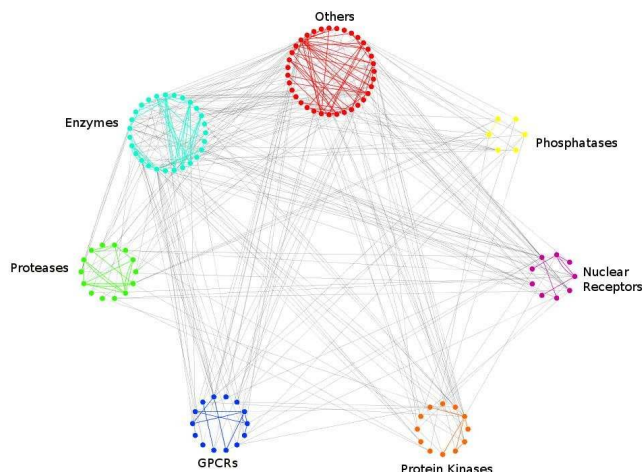 Others
Enzymes
Phosphatases
Proteases
Nuclear
Receptors
GPCRs
Protein Kinases